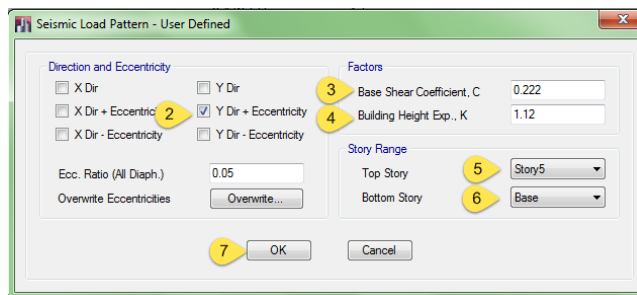 Seismic Load Pattern - User Defined
Direction and Eccentricity
X Dir
Y Dir
X Dir + Eccentricity
2
Y Dir + Eccentricity
X Dir - Eccentricity
Y Dir - Eccentricity
Ecc. Ratio (All Diaph.)
0.05
Overwrite Eccentricities
Overwrite...
Factors
3
Base Shear Coefficient, C
0.222
4
Building Height Exp., K
1.12
Story Range
Top Story
5
Story5
Bottom Story
6
Base
7
OK
Cancel